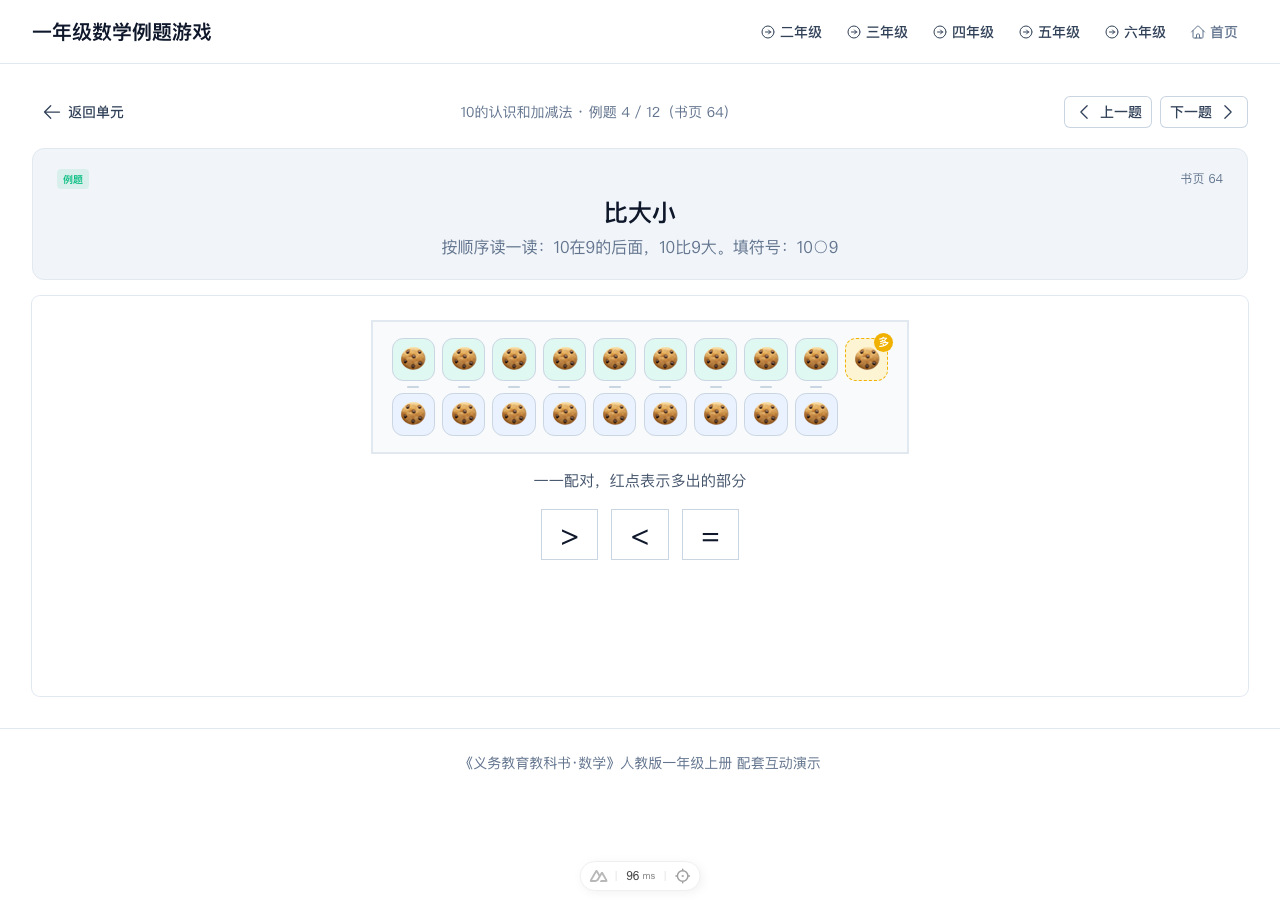 一年级数学例题游戏
二年级 三年级 四年级 五年级 六年级 首页
返回单元 10的认识和加减法 · 例题 4 / 12（书页 64） 上一题 下一题
例题 书页 64
比大小
按顺序读一读：10在9的后面，10比9大。填符号：10○9
多
一一配对，红点表示多出的部分
> < =
《义务教育教科书·数学》人教版一年级上册 配套互动演示
96 ms